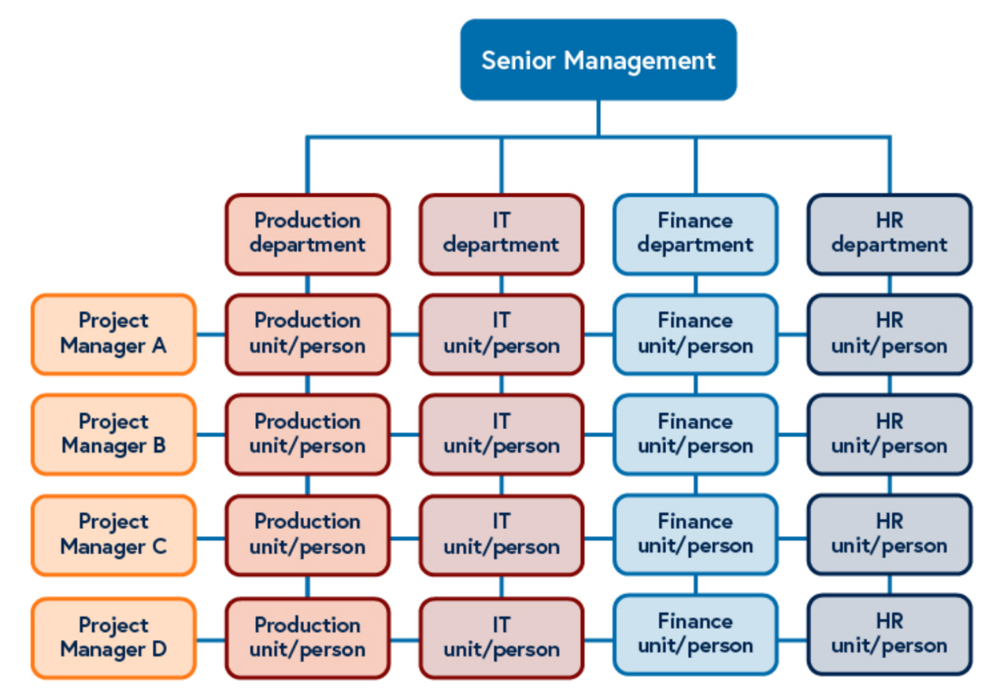 Senior Management
Production
department
IT
department
Finance
department
HR
department
Project
Manager A
Production
unit/person
IT
unit/person
Finance
unit/person
HR
unit/person
Project
Manager B
Production
unit/person
IT
unit/person
Finance
unit/person
HR
unit/person
Project
Manager C
Production
unit/person
IT
unit/person
Finance
unit/person
HR
unit/person
Project
Manager D
Production
unit/person
IT
unit/person
Finance
unit/person
HR
unit/person